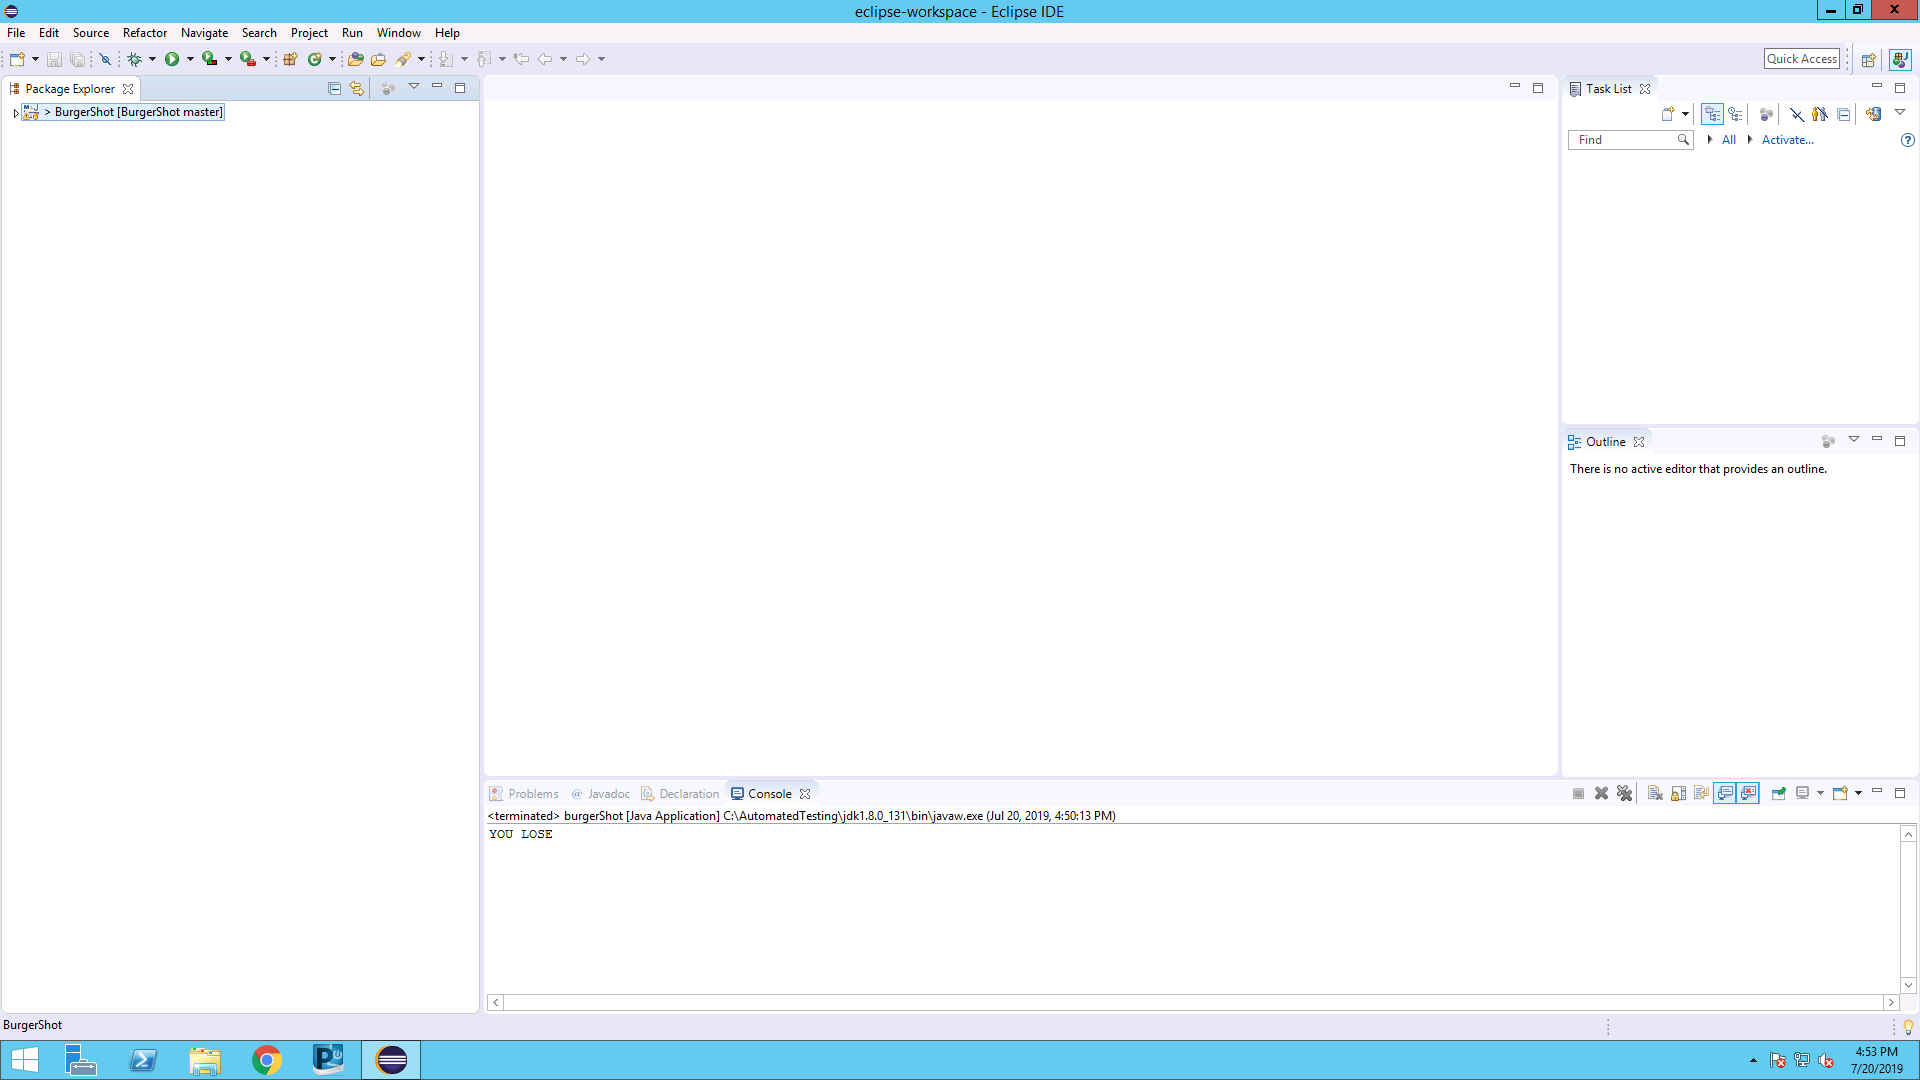 eclipse-workspace - Eclipse IDE
File Edit Source Refactor Navigate Search Project Run Window Help
Quick Access
Package Explorer
> BurgerShot [BurgerShot master]
Task List
Find
All
Activate...
Outline
There is no active editor that provides an outline.
Problems @ Javadoc Declaration Console
<terminated> burgerShot [Java Application] C:\AutomatedTesting\jdk1.8.0_131\bin\javaw.exe (Jul 20, 2019, 4:50:13 PM)
YOU LOSE
BurgerShot
4:53 PM
7/20/2019